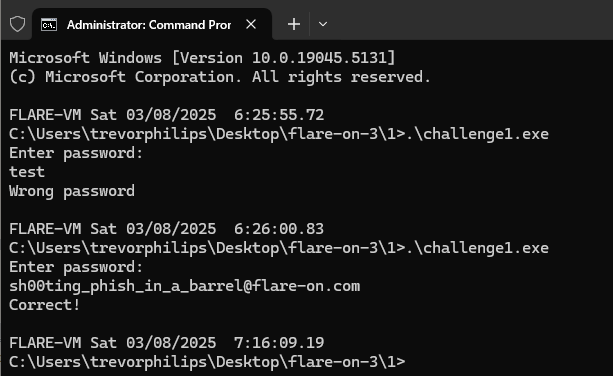 Administrator: Command Pror
Microsoft Windows [Version 10.0.19045.5131]
(c) Microsoft Corporation. All rights reserved.
FLARE-VM Sat 03/08/2025  6:25:55.72
C:\Users\trevorphilips\Desktop\flare-on-3\1>.\challenge1.exe
Enter password:
test
Wrong password
FLARE-VM Sat 03/08/2025  6:26:00.83
C:\Users\trevorphilips\Desktop\flare-on-3\1>.\challenge1.exe
Enter password:
sh00ting_phish_in_a_barrel@flare-on.com
Correct!
FLARE-VM Sat 03/08/2025  7:16:09.19
C:\Users\trevorphilips\Desktop\flare-on-3\1>